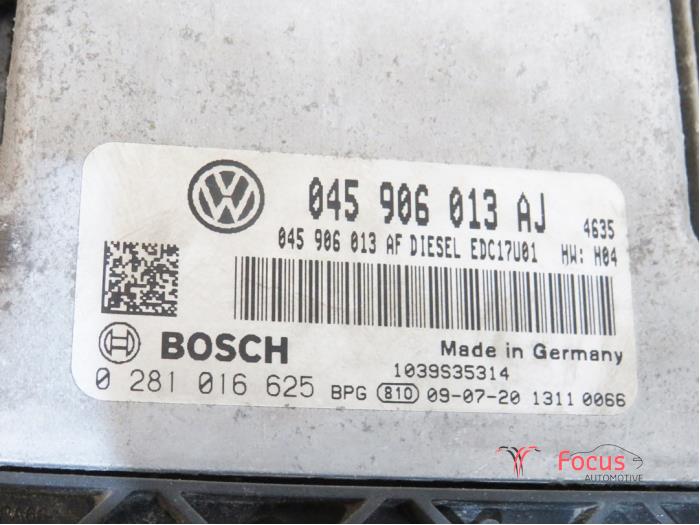 VW 045 906 013 AJ 4635
045 906 013 AF DIESEL EDC17U01 HW: H04
BOSCH Made in Germany
1039S35314
0 281 016 625 BPG 810 09-07-20 1311 0066
Focus
AUTOMOTIVE